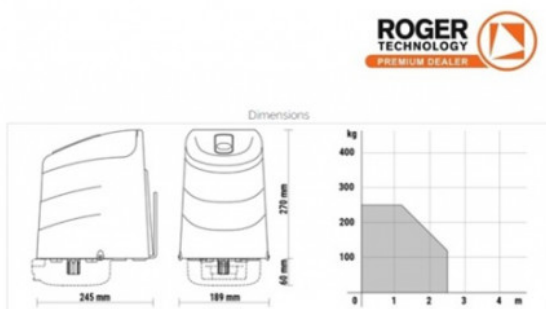 ROGER
TECHNOLOGY
PREMIUM DEALER
Dimensions
270 mm
60 mm
245 mm
189 mm
kg
400
300
200
100
0 1 2 3 4 m